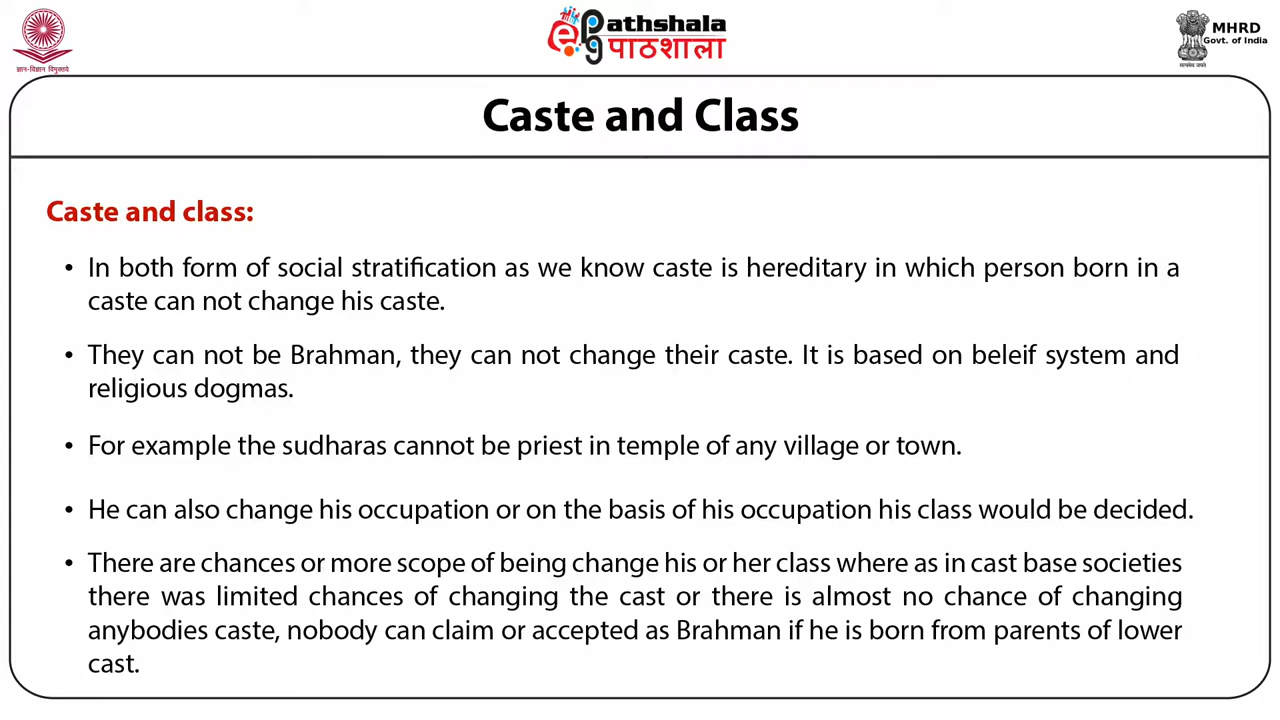 ज्ञान-विज्ञान विमुक्तये
ePG athshala
पाठशाला
MHRD
Govt. of India
सत्यमेव जयते
Caste and Class
Caste and class:
• In both form of social stratification as we know caste is hereditary in which person born in a
caste can not change his caste.
• They can not be Brahman, they can not change their caste. It is based on beleif system and
religious dogmas.
• For example the sudharas cannot be priest in temple of any village or town.
• He can also change his occupation or on the basis of his occupation his class would be decided.
• There are chances or more scope of being change his or her class where as in cast base societies
there was limited chances of changing the cast or there is almost no chance of changing
anybodies caste, nobody can claim or accepted as Brahman if he is born from parents of lower
cast.